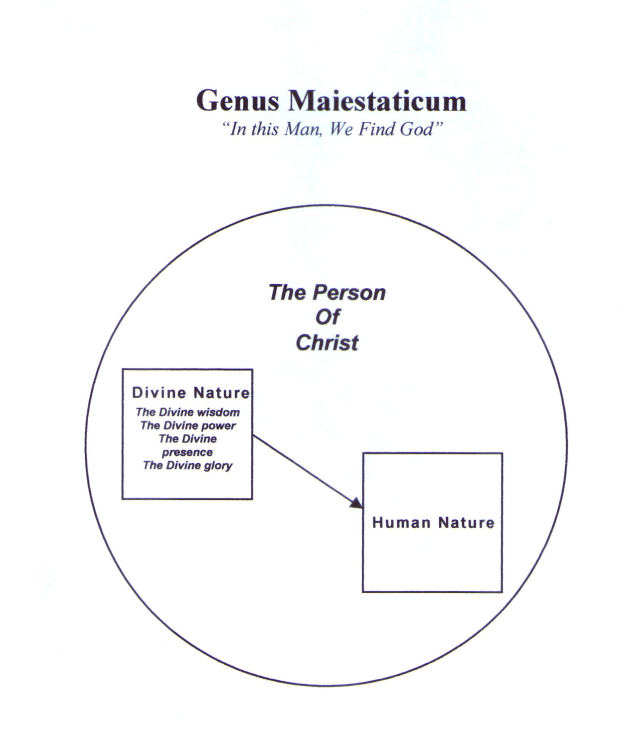 Genus Maiestaticum
“In this Man, We Find God”
The Person
Of
Christ
Divine Nature
The Divine wisdom
The Divine power
The Divine
presence
The Divine glory
Human Nature